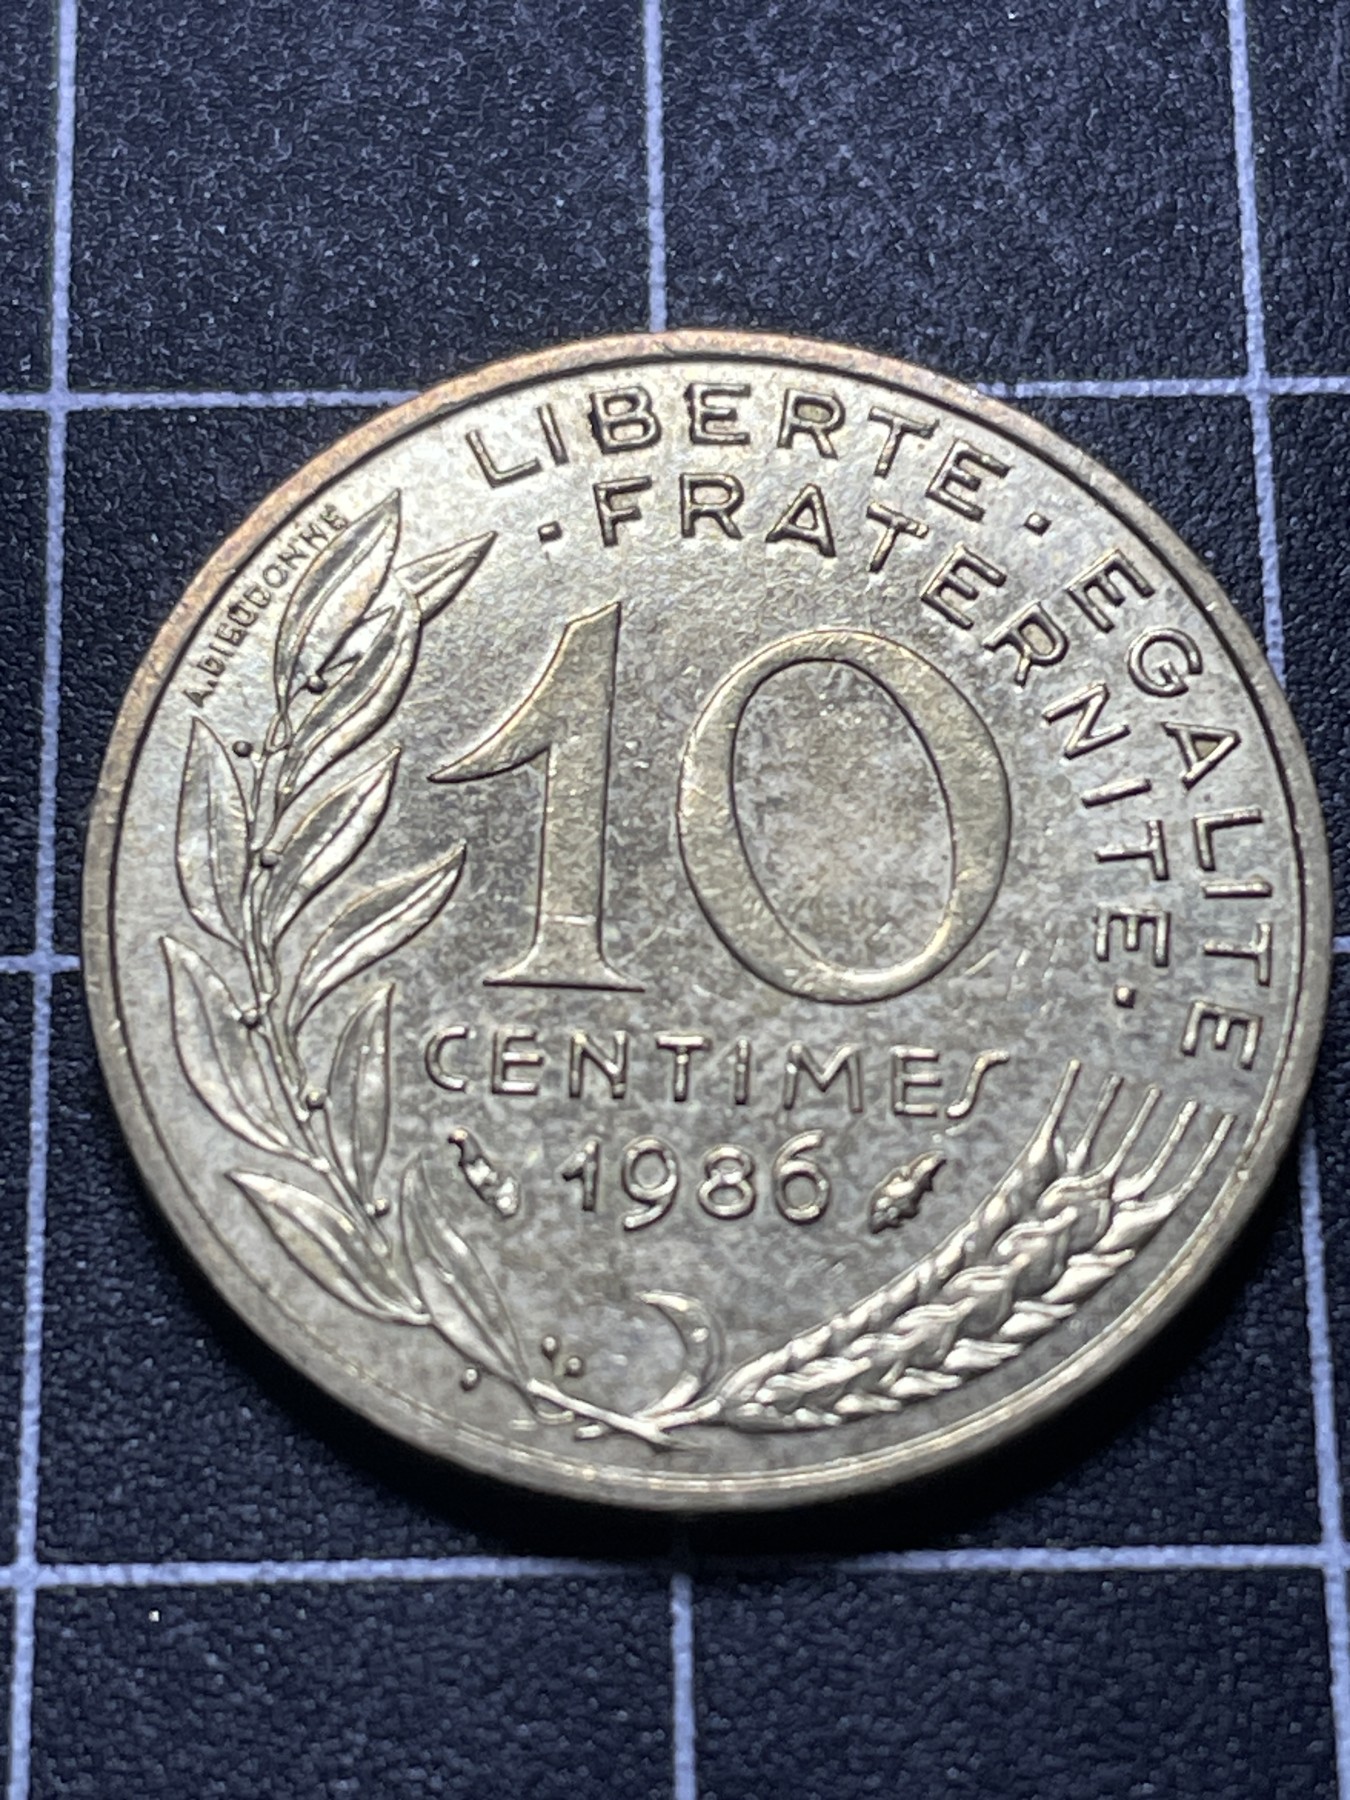 LIBERTE · EGALITE
· FRATERNITE ·
A.DIEUDONNE
10
CENTIMES
1986